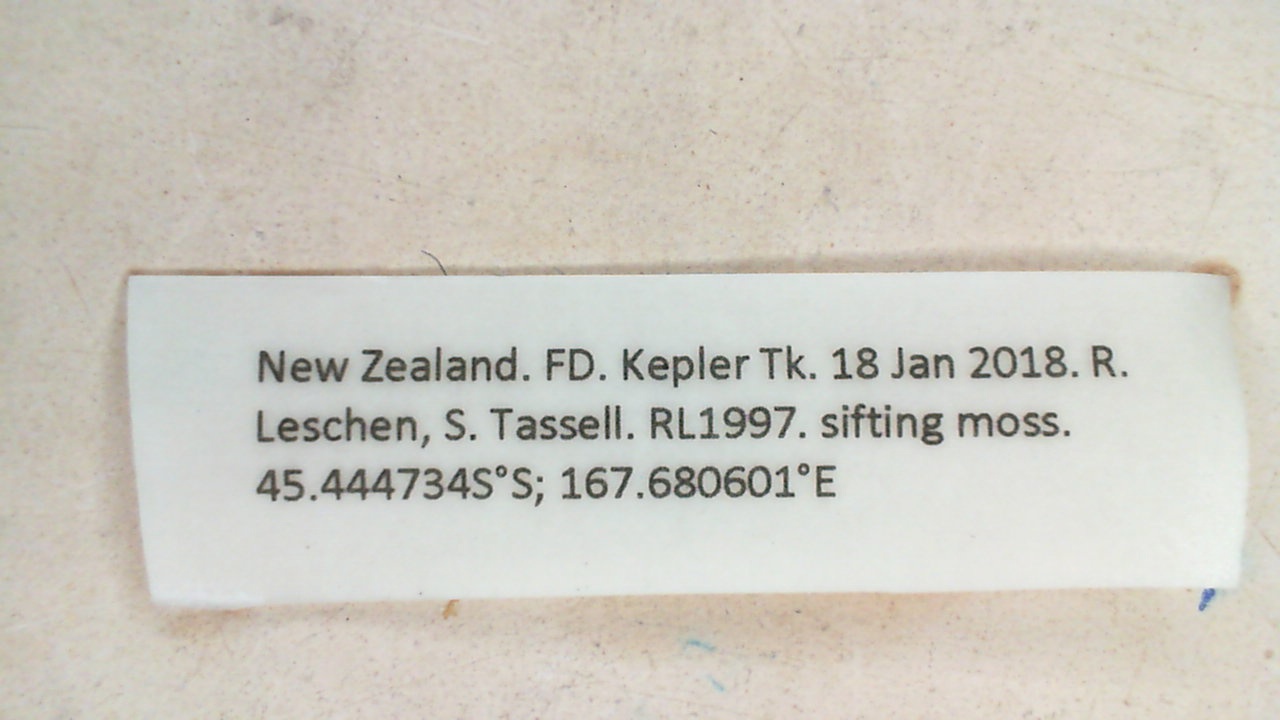 New Zealand. FD. Kepler Tk. 18 Jan 2018. R.
Leschen, S. Tassell. RL1997. sifting moss.
45.444734S°S; 167.680601°E